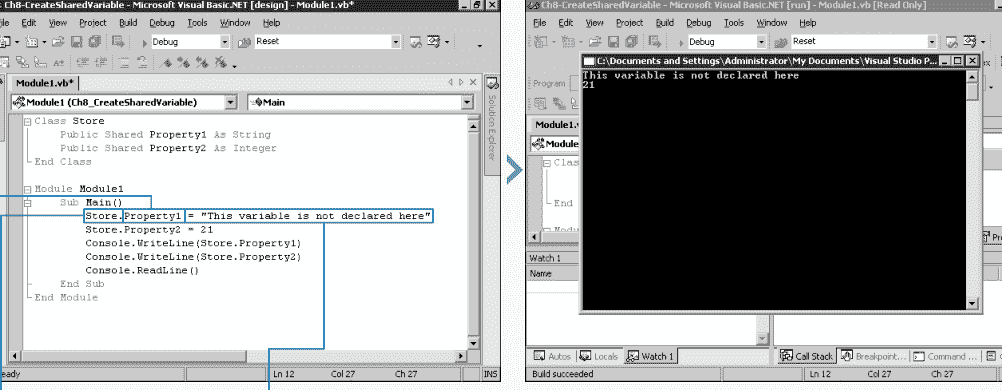 Ch8-CreateSharedVariable - Microsoft Visual Basic.NET [design] - Module1.vb*
File Edit View Project Build Debug Tools Window Help
Debug Reset
Module1.vb*
Module1 (Ch8_CreateSharedVariable) Main
Class Store
Public Shared Property1 As String
Public Shared Property2 As Integer
End Class
Module Module1
Sub Main()
Store.Property1 = "This variable is not declared here"
Store.Property2 = 21
Console.WriteLine(Store.Property1)
Console.WriteLine(Store.Property2)
Console.ReadLine()
End Sub
End Module
Solution Explorer
eady Ln 12 Col 27 Ch 27 INS
Ch8-CreateSharedVariable - Microsoft Visual Basic.NET [run] - Module1.vb [Read Only]
File Edit View Project Build Debug Tools Window Help
Debug Reset
C:\Documents and Settings\Administrator\My Documents\Visual Studio P...
This variable is not declared here
21
Program
Module1.v
Module
Clas
End
Modu
Watch 1
Name
Autos Locals Watch 1
Call Stack Breakpoint... Command ...
Build succeeded Ln 12 Col 27 Ch 27